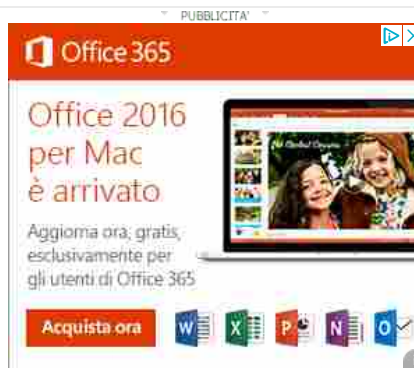 PUBBLICITA'
Office 365
Office 2016
per Mac
è arrivato
Aggiorna ora, gratis,
esclusivamente per
gli utenti di Office 365
Acquista ora
W X P N O